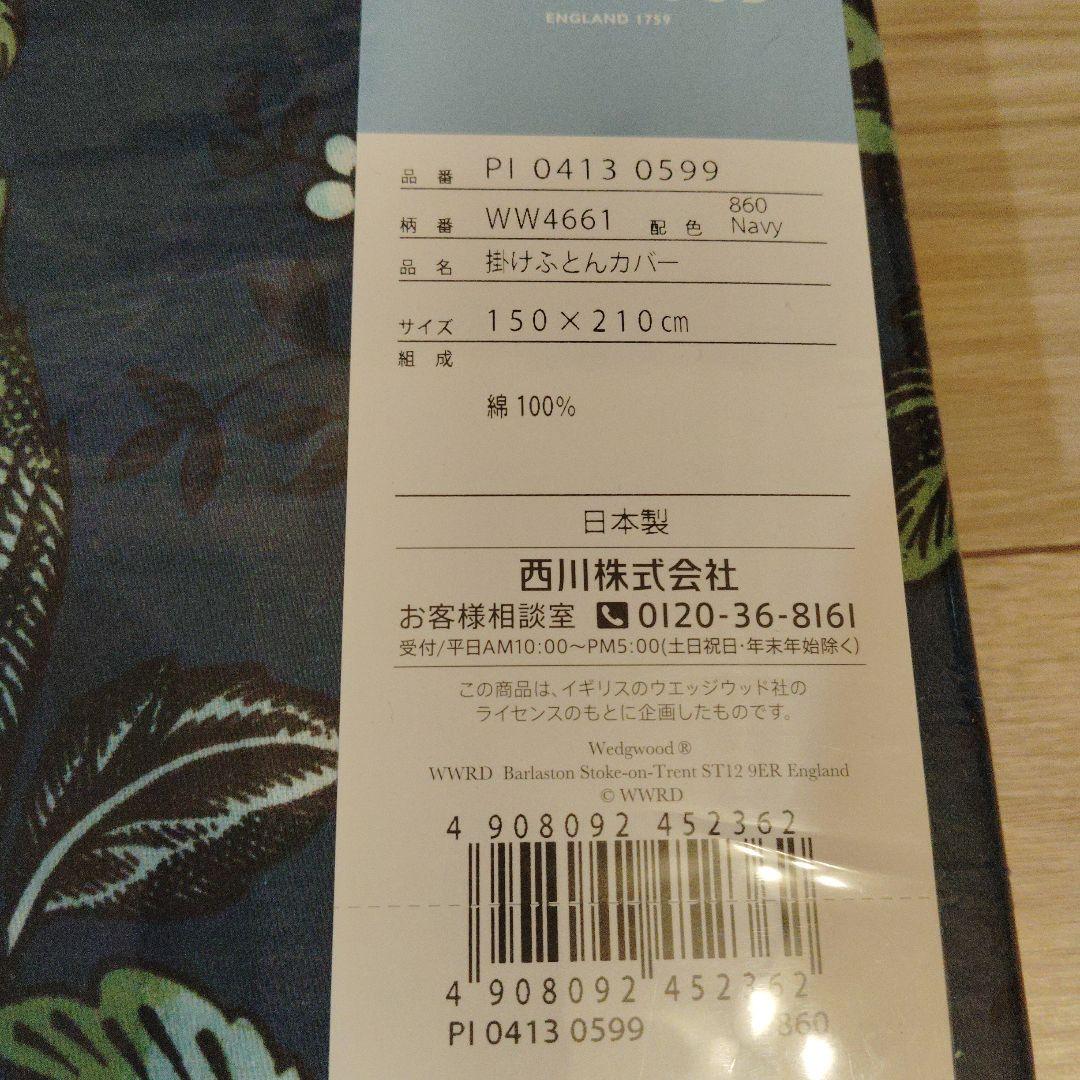 ENGLAND 1759
品番 PI 0413 0599
柄番 WW4661 配色 860 Navy
品名 掛けふとんカバー
サイズ 150×210㎝
組成
綿100%
日本製
西川株式会社
お客様相談室 0120-36-8161
受付/平日AM10:00~PM5:00(土日祝日・年末年始除く)
この商品は、イギリスのウエッジウッド社の
ライセンスのもとに企画したものです。
Wedgwood®
WWRD Barlaston Stoke-on-Trent ST12 9ER England
© WWRD
4 908092 452362
4 908092 452362
PI 0413 0599 860